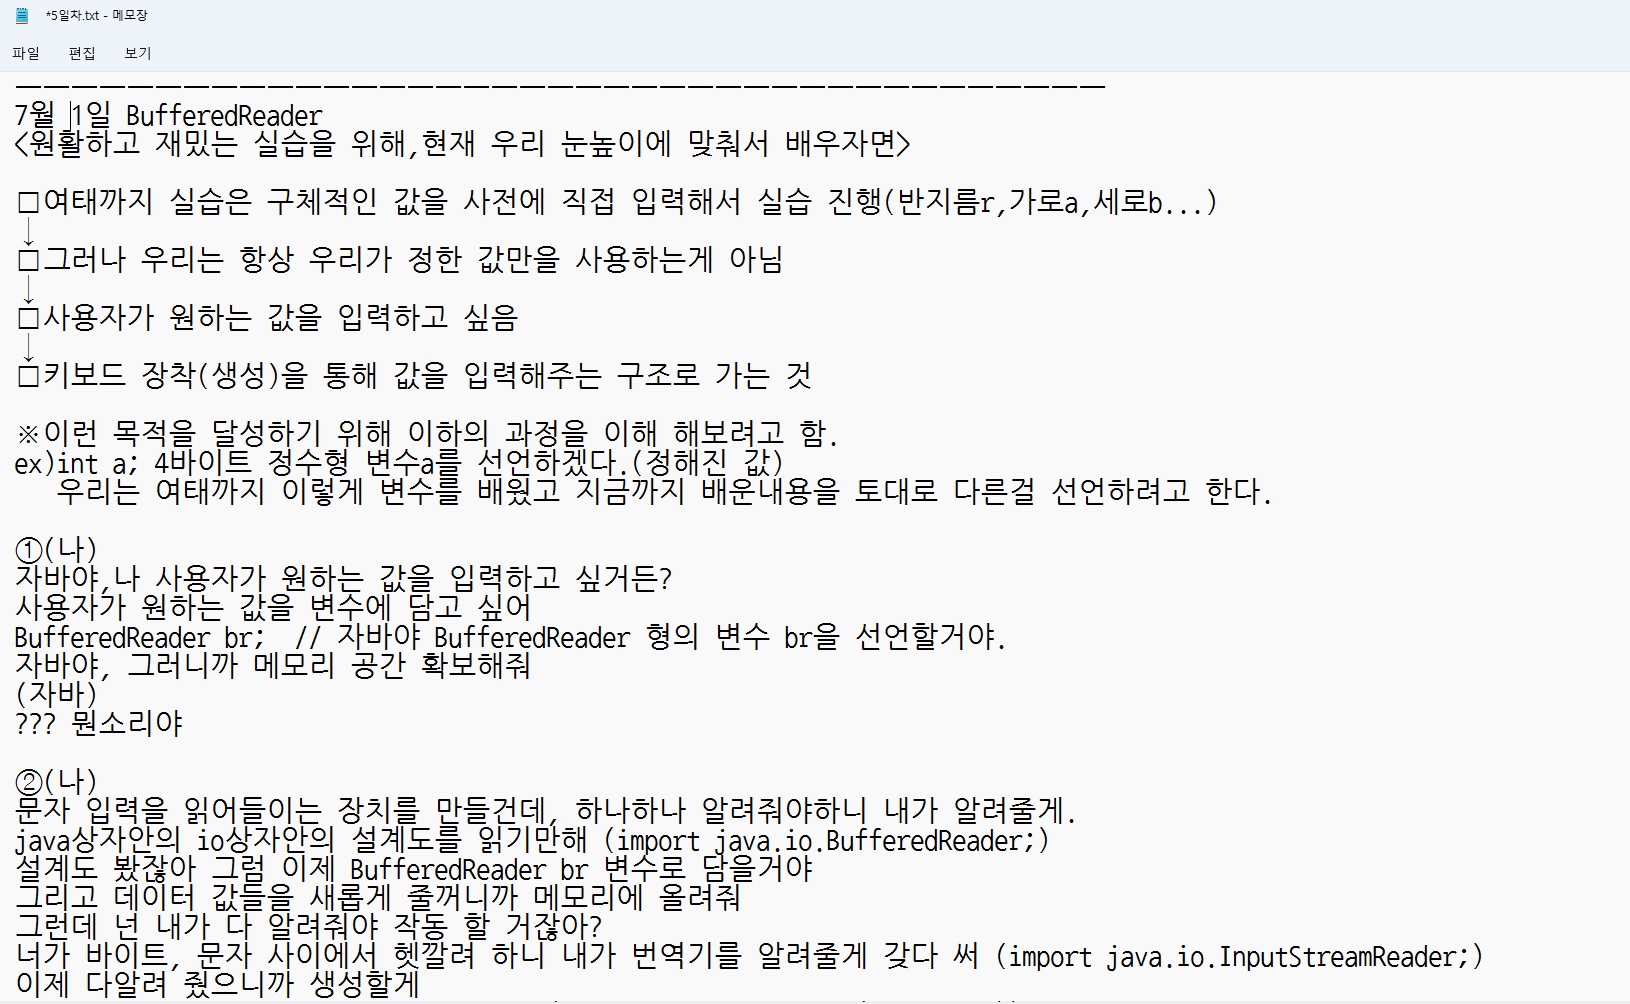 *5일차.txt - 메모장
파일 편집 보기
ㅡㅡㅡㅡㅡㅡㅡㅡㅡㅡㅡㅡㅡㅡㅡㅡㅡㅡㅡㅡㅡㅡㅡㅡㅡㅡㅡㅡㅡㅡㅡㅡㅡㅡㅡㅡㅡㅡㅡ
7월 1일 BufferedReader
<원활하고 재밌는 실습을 위해,현재 우리 눈높이에 맞춰서 배우자면>
□여태까지 실습은 구체적인 값을 사전에 직접 입력해서 실습 진행(반지름r,가로a,세로b...)
↓
□그러나 우리는 항상 우리가 정한 값만을 사용하는게 아님
↓
□사용자가 원하는 값을 입력하고 싶음
↓
□키보드 장착(생성)을 통해 값을 입력해주는 구조로 가는 것
※이런 목적을 달성하기 위해 이하의 과정을 이해 해보려고 함.
ex)int a; 4바이트 정수형 변수a를 선언하겠다.(정해진 값)
우리는 여태까지 이렇게 변수를 배웠고 지금까지 배운내용을 토대로 다른걸 선언하려고 한다.
①(나)
자바야,나 사용자가 원하는 값을 입력하고 싶거든?
사용자가 원하는 값을 변수에 담고 싶어
BufferedReader br;  // 자바야 BufferedReader 형의 변수 br을 선언할거야.
자바야, 그러니까 메모리 공간 확보해줘
(자바)
??? 뭔소리야
②(나)
문자 입력을 읽어들이는 장치를 만들건데, 하나하나 알려줘야하니 내가 알려줄게.
java상자안의 io상자안의 설계도를 읽기만해 (import java.io.BufferedReader;)
설계도 봤잖아 그럼 이제 BufferedReader br 변수로 담을거야
그리고 데이터 값들을 새롭게 줄꺼니까 메모리에 올려줘
그런데 넌 내가 다 알려줘야 작동 할 거잖아?
너가 바이트, 문자 사이에서 헷깔려 하니 내가 번역기를 알려줄게 갖다 써 (import java.io.InputStreamReader;)
이제 다알려 줬으니까 생성할게